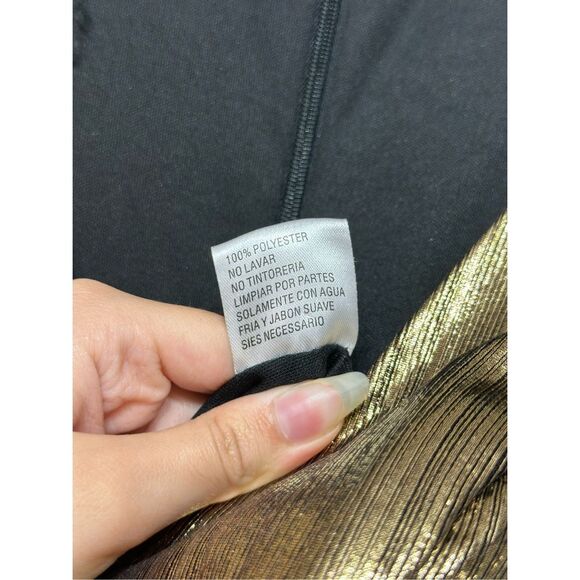 100% POLYESTER
NO LAVAR
NO TINTORERIA
LIMPIAR POR PARTES
SOLAMENTE CON AGUA
FRIA Y JABON SUAVE
SIES NECESSARIO